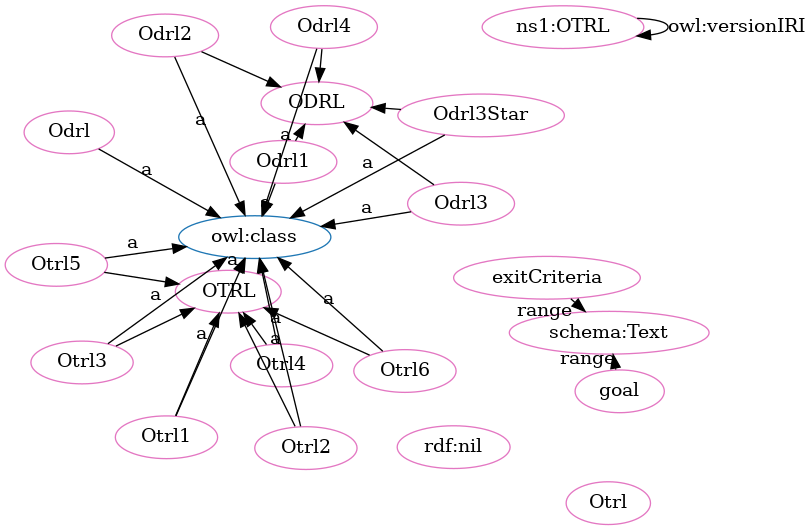 Odrl4
ns1:OTRL
owl:versionIRI
Odrl2
ODRL
Odrl3Star
a
Odrl
a
Odrl1
a
a
Odrl3
a
a
owl:class
a
Otrl5
a
exitCriteria
OTRL
a
a
range
schema:Text
a
a
a
range
Otrl3
Otrl4
Otrl6
goal
Otrl1
Otrl2
rdf:nil
Otrl